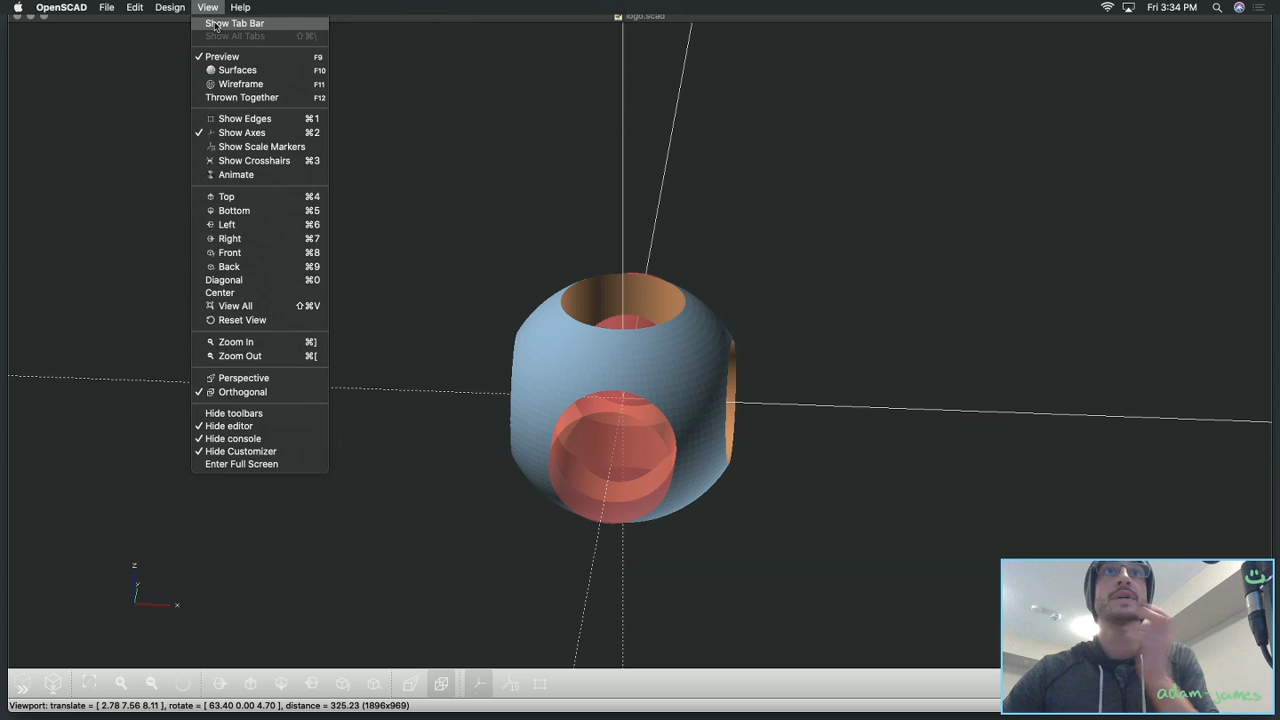 OpenSCAD File Edit Design View Help Fri 3:34 PM
logo.scad
Show Tab Bar
Show All Tabs ⇧⌘\
✓ Preview F9
Surfaces F10
Wireframe F11
Thrown Together F12
Show Edges ⌘1
✓ Show Axes ⌘2
Show Scale Markers
Show Crosshairs ⌘3
Animate
Top ⌘4
Bottom ⌘5
Left ⌘6
Right ⌘7
Front ⌘8
Back ⌘9
Diagonal ⌘0
Center
View All ⇧⌘V
Reset View
Zoom In ⌘]
Zoom Out ⌘[
Perspective
✓ Orthogonal
Hide toolbars
✓ Hide editor
✓ Hide console
✓ Hide Customizer
Enter Full Screen
z
y
x
adam-james
Viewport: translate = [ 2.78 7.56 8.11 ], rotate = [ 63.40 0.00 4.70 ], distance = 325.23 (1896x969)